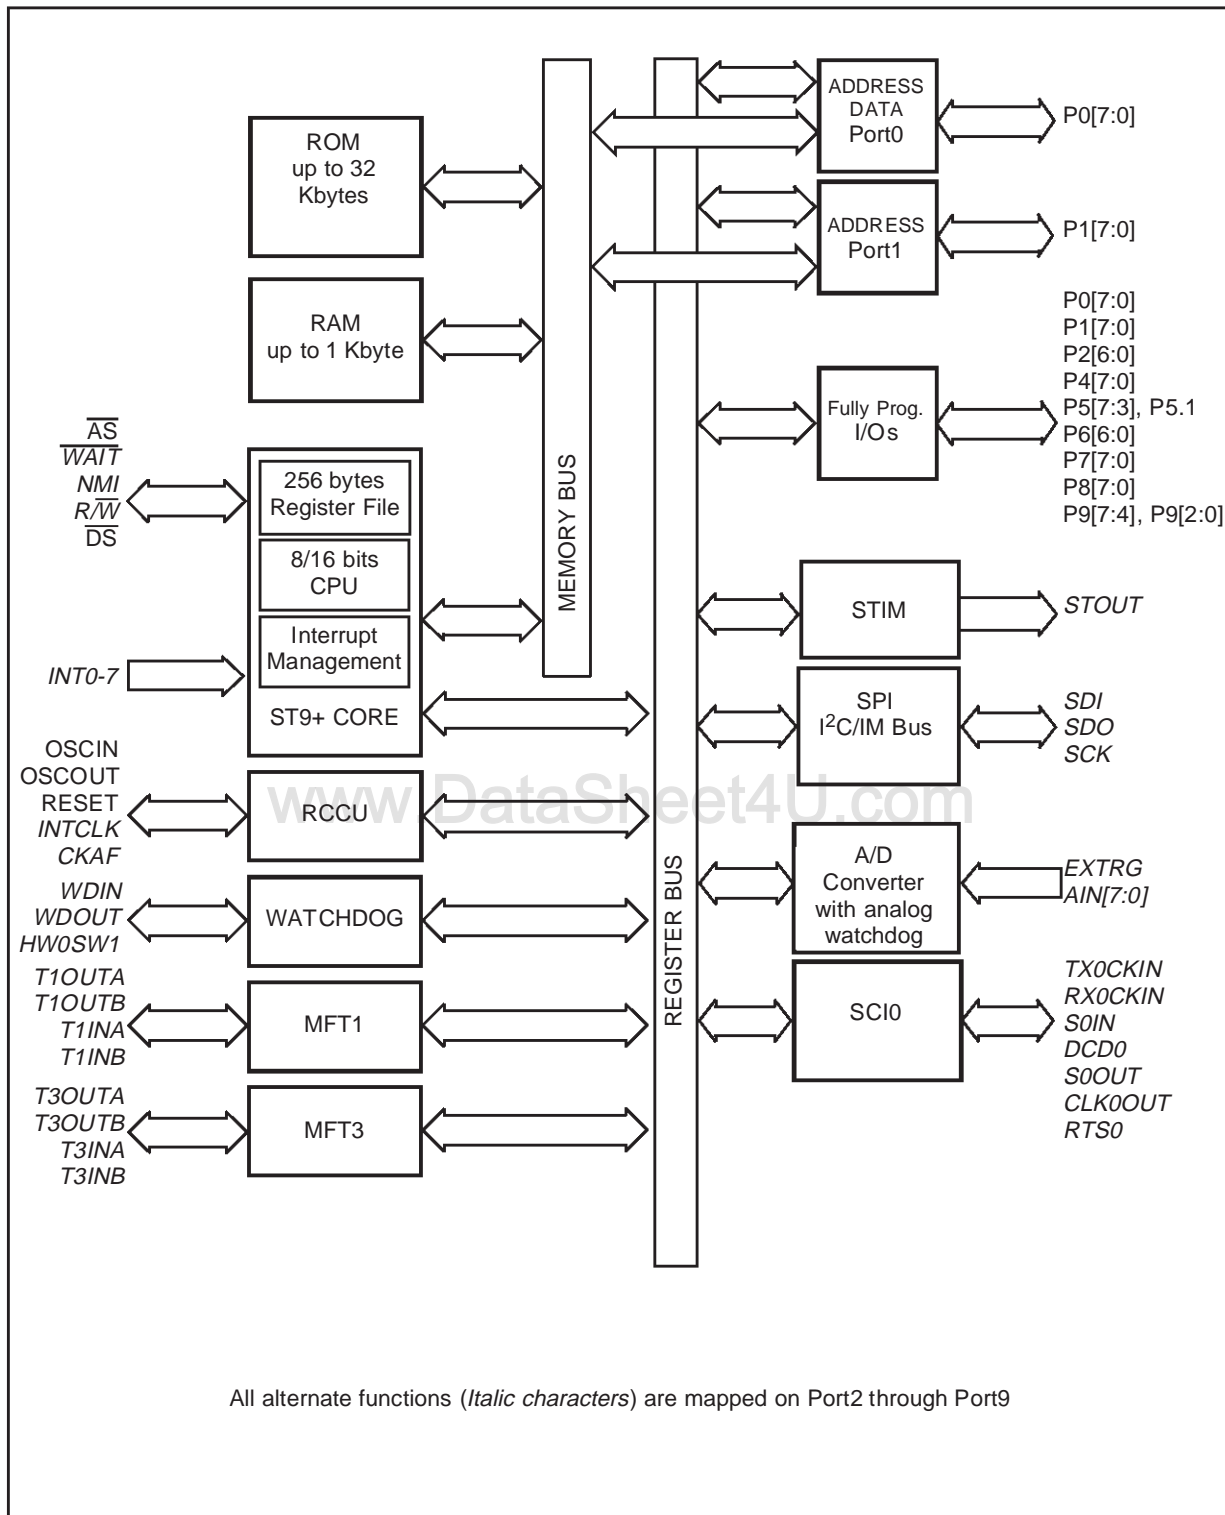 ROM
up to 32
Kbytes
RAM
up to 1 Kbyte
A̅S̅
W̅A̅I̅T̅
NMI
R/W̅
D̅S̅
256 bytes
Register File
8/16 bits
CPU
Interrupt
Management
ST9+ CORE
INT0-7
OSCIN
OSCOUT
RESET
INTCLK
CKAF
RCCU
WDIN
WDOUT
HW0SW1
WATCHDOG
T1OUTA
T1OUTB
T1INA
T1INB
MFT1
T3OUTA
T3OUTB
T3INA
T3INB
MFT3
MEMORY BUS
REGISTER BUS
ADDRESS
DATA
Port0
P0[7:0]
ADDRESS
Port1
P1[7:0]
Fully Prog.
I/Os
P0[7:0]
P1[7:0]
P2[6:0]
P4[7:0]
P5[7:3], P5.1
P6[6:0]
P7[7:0]
P8[7:0]
P9[7:4], P9[2:0]
STIM
STOUT
SPI
I²C/IM Bus
SDI
SDO
SCK
www.DataSheet4U.com
A/D
Converter
with analog
watchdog
EXTRG
AIN[7:0]
SCI0
TX0CKIN
RX0CKIN
S0IN
DCD0
S0OUT
CLK0OUT
RTS0
All alternate functions (Italic characters) are mapped on Port2 through Port9